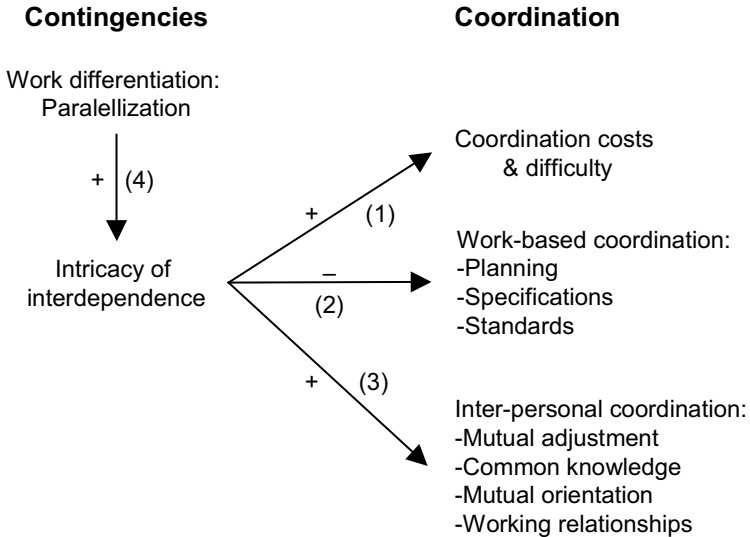 Contingencies
Coordination
Work differentiation:
Paralellization
+ (4)
Intricacy of
interdependence
+ (1)
Coordination costs
& difficulty
–
(2)
Work-based coordination:
-Planning
-Specifications
-Standards
+ (3)
Inter-personal coordination:
-Mutual adjustment
-Common knowledge
-Mutual orientation
-Working relationships